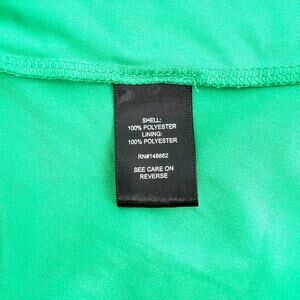 SHELL:
100% POLYESTER
LINING:
100% POLYESTER
RN#148862
SEE CARE ON
REVERSE